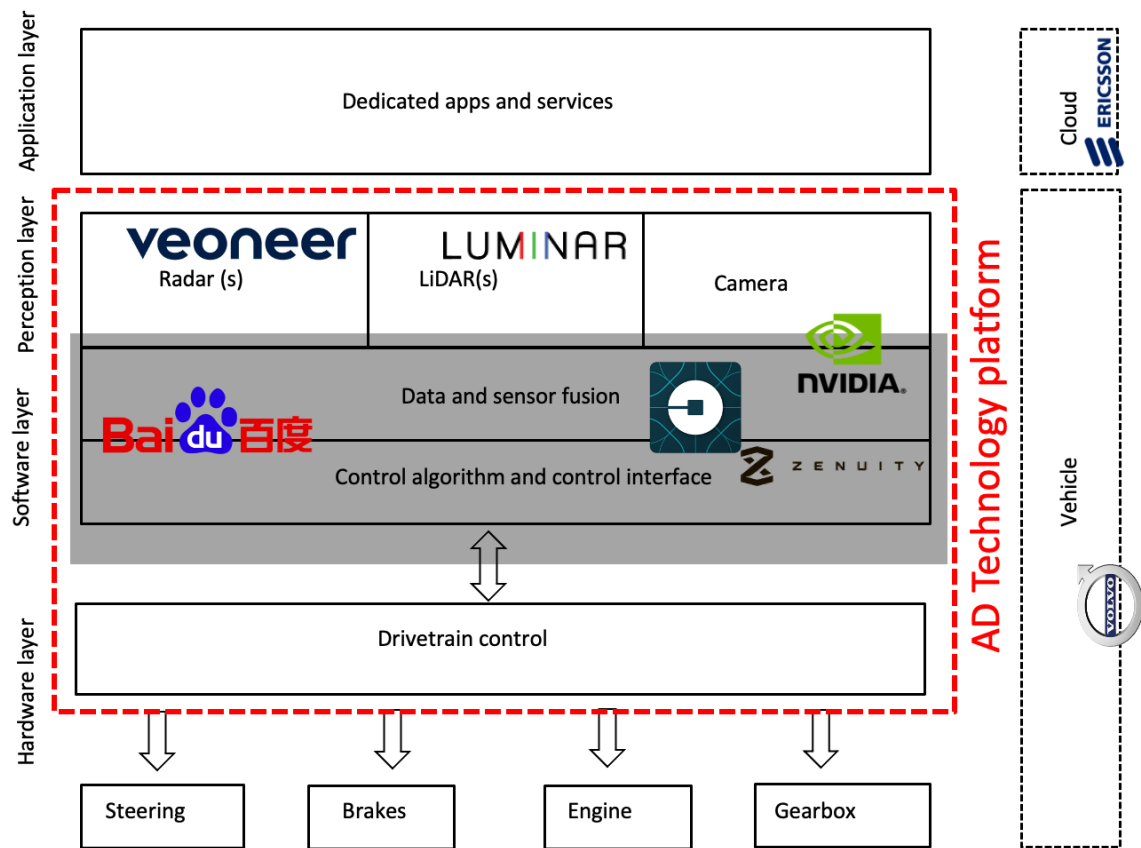 Application layer
Dedicated apps and services
Cloud
ERICSSON
Perception layer
veoneer
Radar (s)
LUMINAR
LiDAR(s)
Camera
NVIDIA.
Software layer
Data and sensor fusion
Bai du 百度
Control algorithm and control interface
ZENUITY
AD Technology platform
Vehicle
VOLVO
Hardware layer
Drivetrain control
Steering
Brakes
Engine
Gearbox